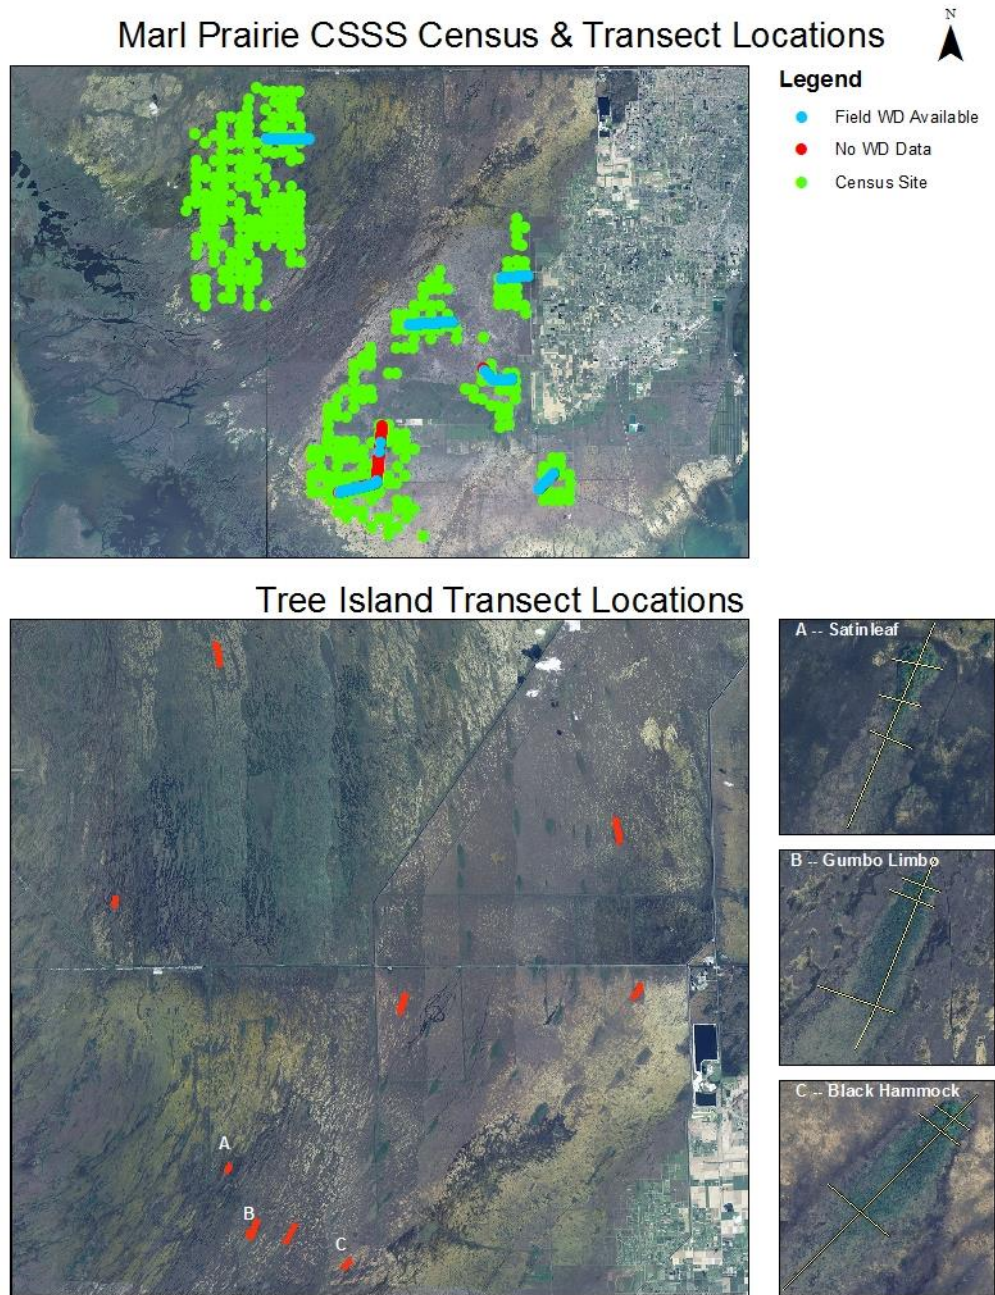 Marl Prairie CSSS Census & Transect Locations
N
Legend
Field WD Available
No WD Data
Census Site
Tree Island Transect Locations
A -- Satinleaf
B -- Gumbo Limbo
C -- Black Hammock
A
B
C